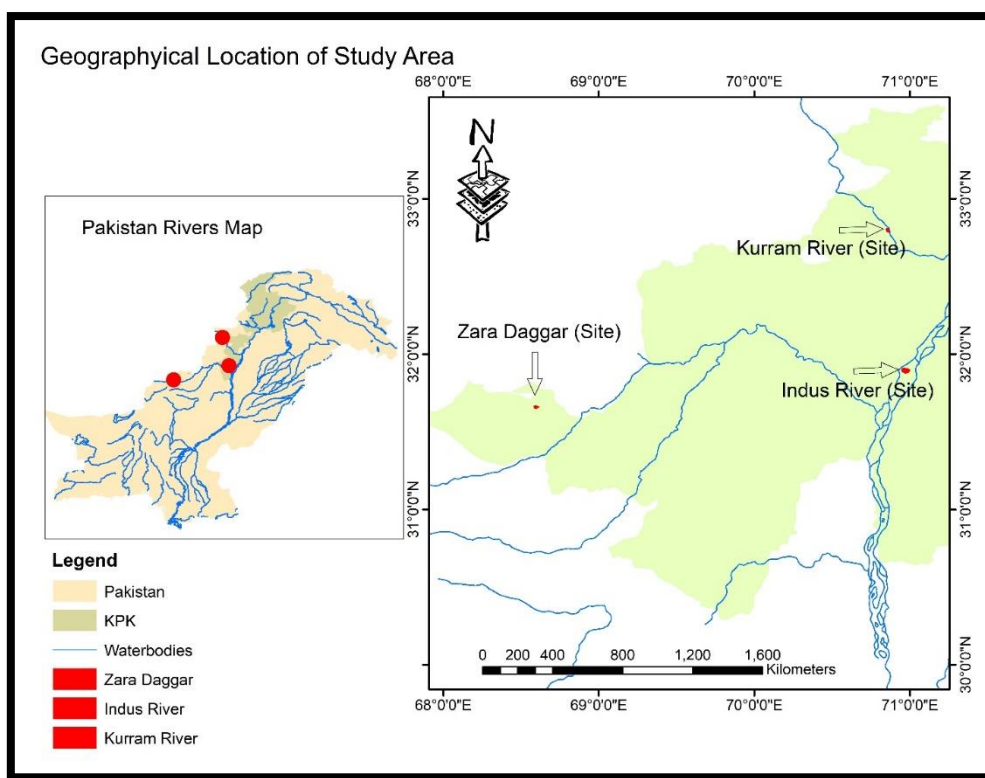 Geographyical Location of Study Area
68°0'0"E 69°0'0"E 70°0'0"E 71°0'0"E
N
Pakistan Rivers Map
33°0'0"N
33°0'0"N
Kurram River (Site)
Zara Daggar (Site)
32°0'0"N
32°0'0"N
Indus River (Site)
31°0'0"N
31°0'0"N
Legend
Pakistan
KPK
Waterbodies
Zara Daggar
Indus River
Kurram River
0 200 400 800 1,200 1,600
Kilometers
30°0'0"N
30°0'0"N
68°0'0"E 69°0'0"E 70°0'0"E 71°0'0"E